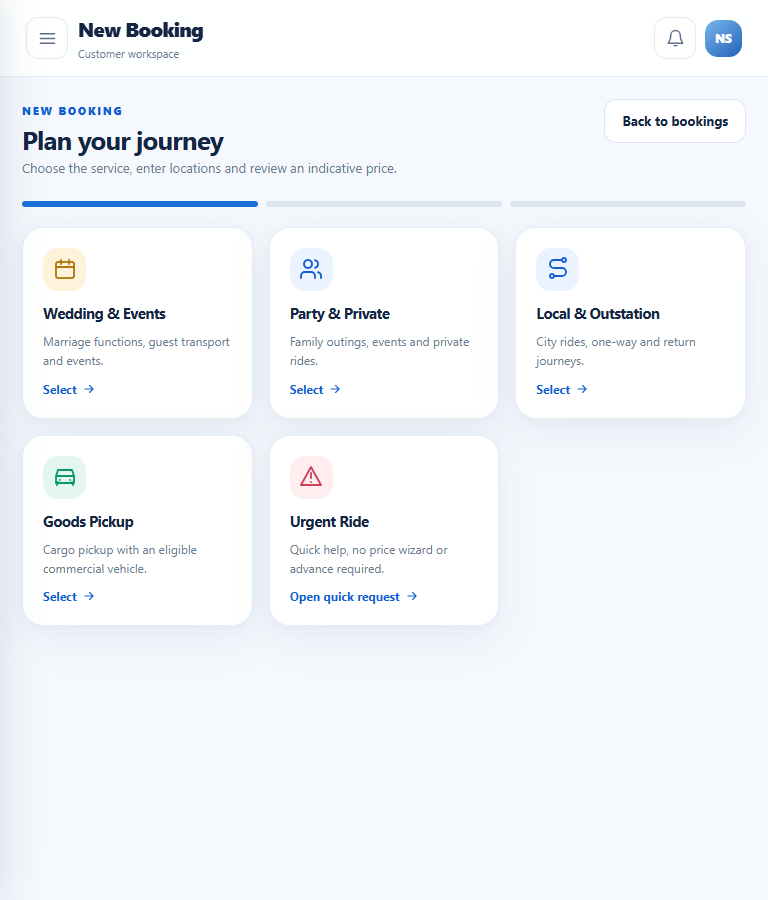 New Booking
Customer workspace
NS
NEW BOOKING
Plan your journey
Choose the service, enter locations and review an indicative price.
Back to bookings
Wedding & Events
Marriage functions, guest transport
and events.
Select →
Party & Private
Family outings, events and private
rides.
Select →
Local & Outstation
City rides, one-way and return
journeys.
Select →
Goods Pickup
Cargo pickup with an eligible
commercial vehicle.
Select →
Urgent Ride
Quick help, no price wizard or
advance required.
Open quick request →